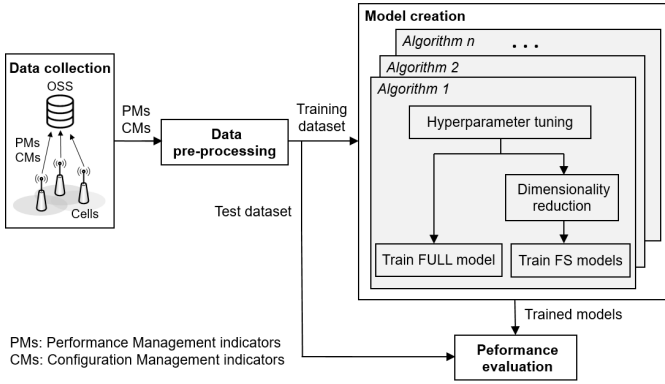 Model creation
Algorithm n
...
Algorithm 2
Algorithm 1
Data collection
OSS
PMs
CMs
Cells
PMs
CMs
Data
pre-processing
Training
dataset
Test dataset
Hyperparameter tuning
Dimensionality
reduction
Train FULL model
Train FS models
Trained models
Peformance
evaluation
PMs: Performance Management indicators
CMs: Configuration Management indicators